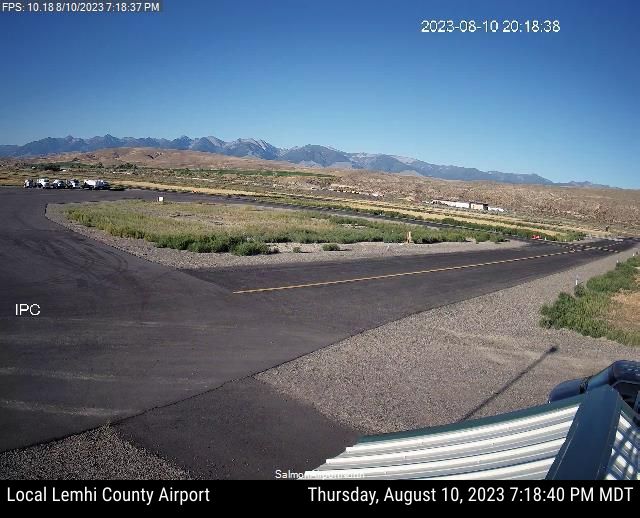 FPS: 10.18 8/10/2023 7:18:37 PM
2023-08-10 20:18:38
IPC
Local Lemhi County Airport
Thursday, August 10, 2023 7:18:40 PM MDT